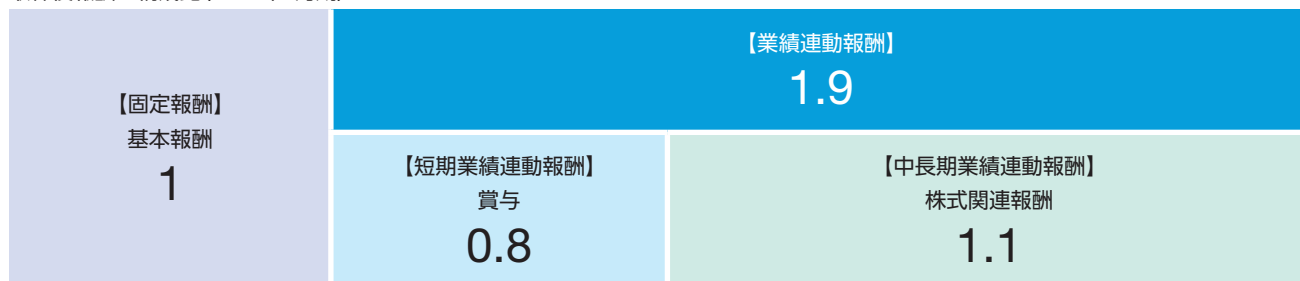 【固定報酬】
基本報酬
1
【業績連動報酬】
1.9
【短期業績連動報酬】
賞与
0.8
【中長期業績連動報酬】
株式関連報酬
1.1